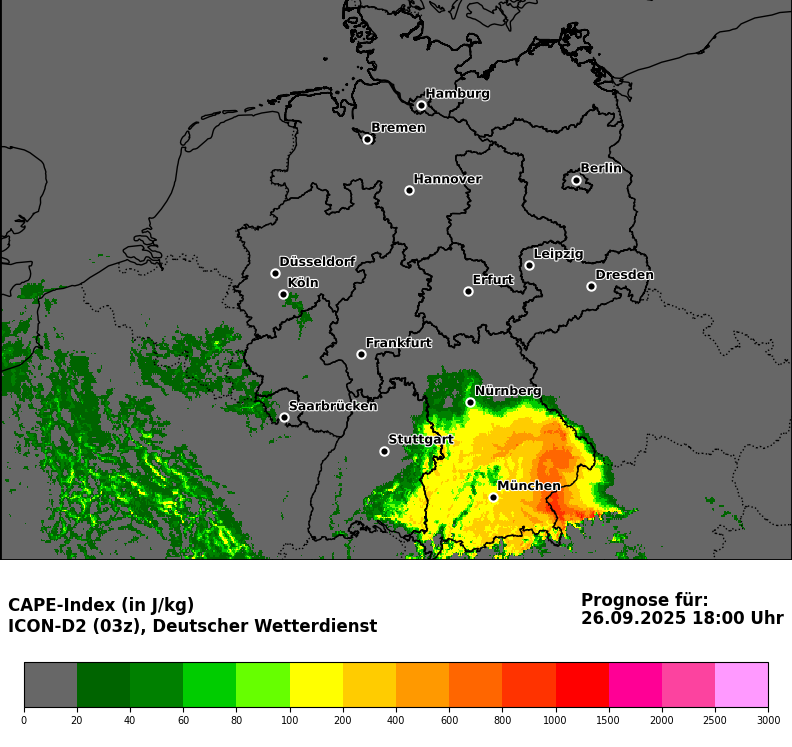 Hamburg
Bremen
Berlin
Hannover
Leipzig
Düsseldorf
Dresden
Köln
Erfurt
Frankfurt
Nürnberg
Saarbrücken
Stuttgart
München
CAPE-Index (in J/kg)
ICON-D2 (03z), Deutscher Wetterdienst
Prognose für:
26.09.2025 18:00 Uhr
0 20 40 60 80 100 200 400 600 800 1000 1500 2000 2500 3000